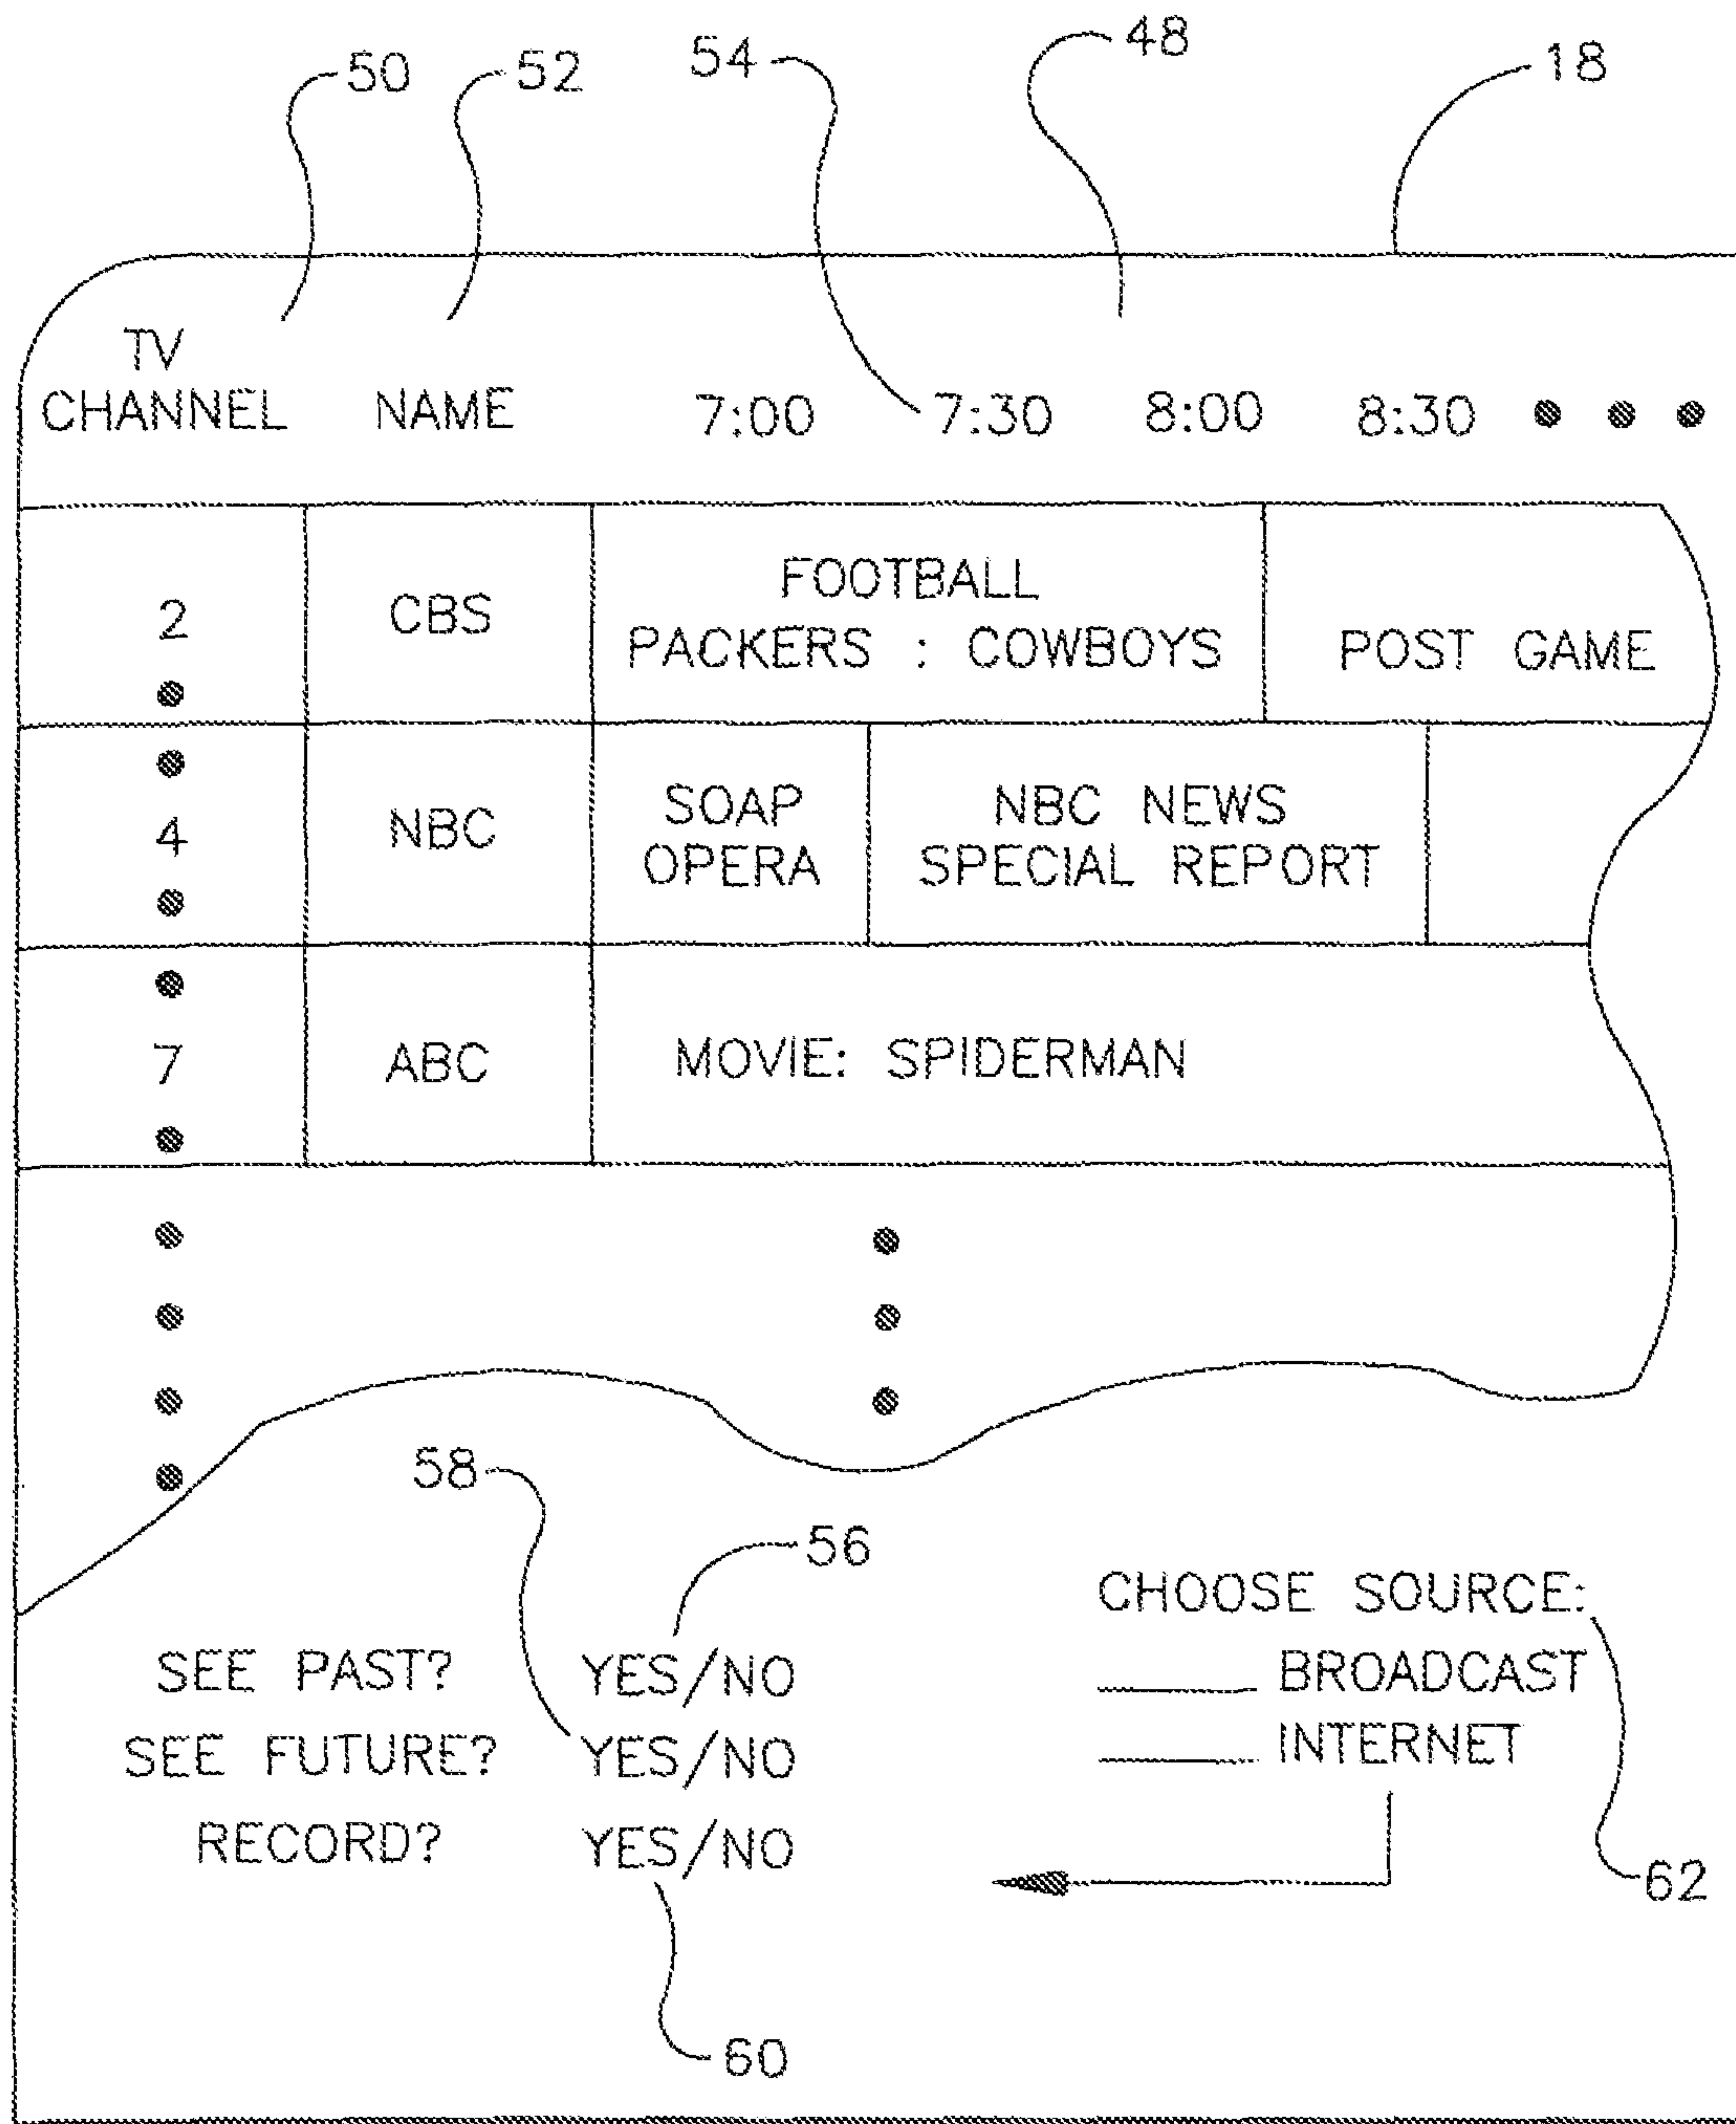 50 52 54 48 18
TV
CHANNEL NAME 7:00 7:30 8:00 8:30
2 CBS FOOTBALL
PACKERS : COWBOYS POST GAME
4 NBC SOAP
OPERA NBC NEWS
SPECIAL REPORT
7 ABC MOVIE: SPIDERMAN
58
56
CHOOSE SOURCE:
SEE PAST? YES/NO BROADCAST
SEE FUTURE? YES/NO INTERNET
RECORD? YES/NO
62
60